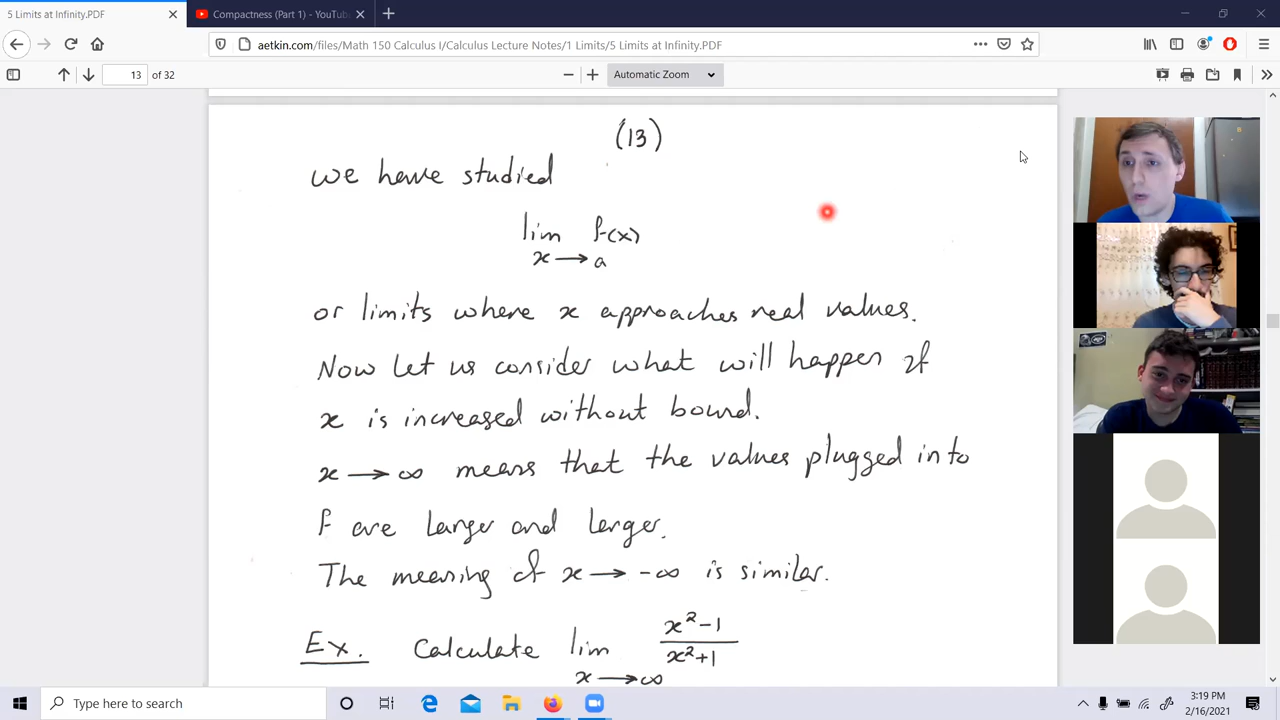 5 Limits at Infinity.PDF
Compactness (Part 1) - YouTube
aetkin.com/files/Math 150 Calculus I/Calculus Lecture Notes/1 Limits/5 Limits at Infinity.PDF
13 of 32
Automatic Zoom
(13)
we have studied
lim f(x)
x → a
or limits where x approaches real values.
Now let us consider what will happen if
x is increased without bound.
x → ∞ means that the values plugged into
f are larger and larger.
The meaning of x → -∞ is similar.
Ex. Calculate lim x² - 1
x² + 1
x → ∞
Type here to search
3:19 PM
2/16/2021